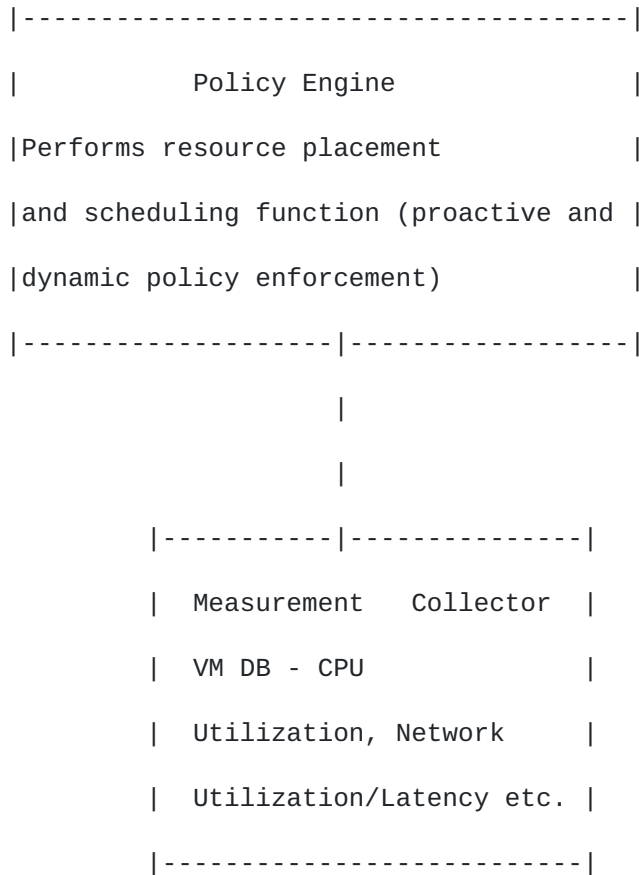 |---------------------------------------|
|           Policy Engine               |
|Performs resource placement            |
|and scheduling function (proactive and |
|dynamic policy enforcement)            |
|--------------------|------------------|
                     |
                     |
         |-----------|---------------|
         |  Measurement   Collector  |
         |  VM DB - CPU              |
         |  Utilization, Network     |
         |  Utilization/Latency etc. |
         |---------------------------|